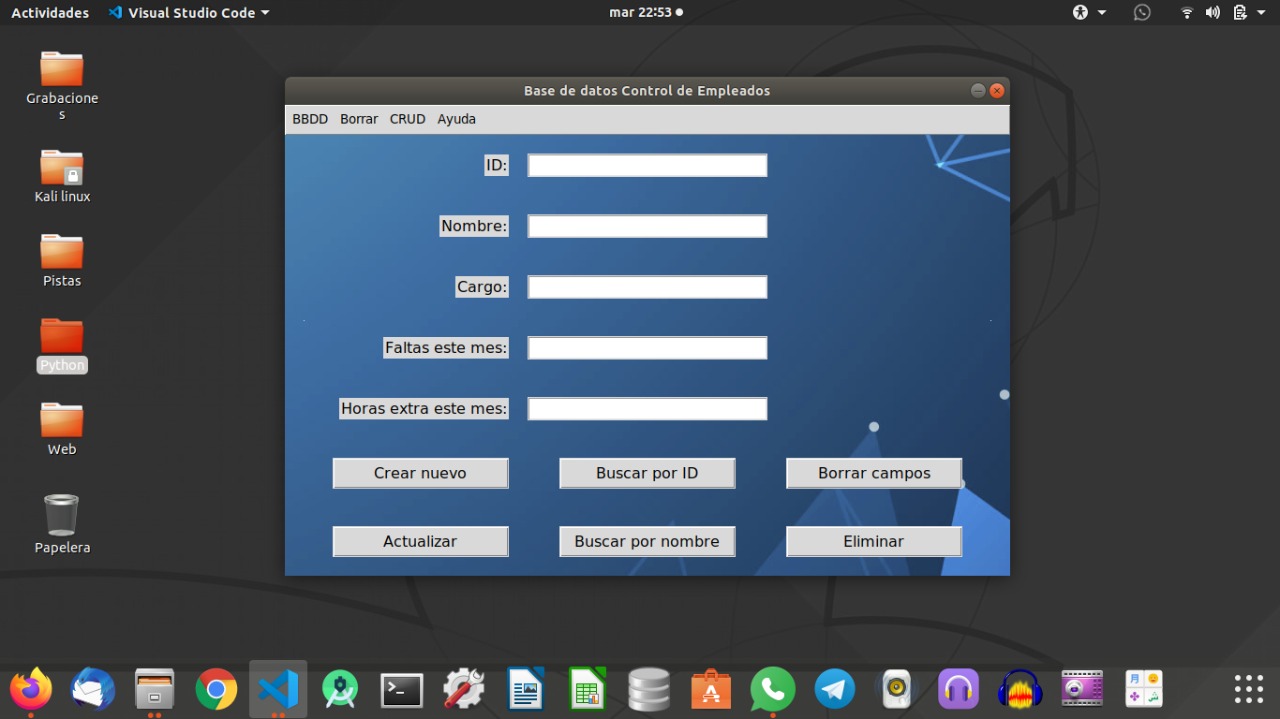 Actividades
Visual Studio Code
mar 22:53
Grabacione
s
Kali linux
Pistas
Python
Web
Papelera
Base de datos Control de Empleados
BBDD Borrar CRUD Ayuda
ID:
Nombre:
Cargo:
Faltas este mes:
Horas extra este mes:
Crear nuevo Buscar por ID Borrar campos
Actualizar Buscar por nombre Eliminar